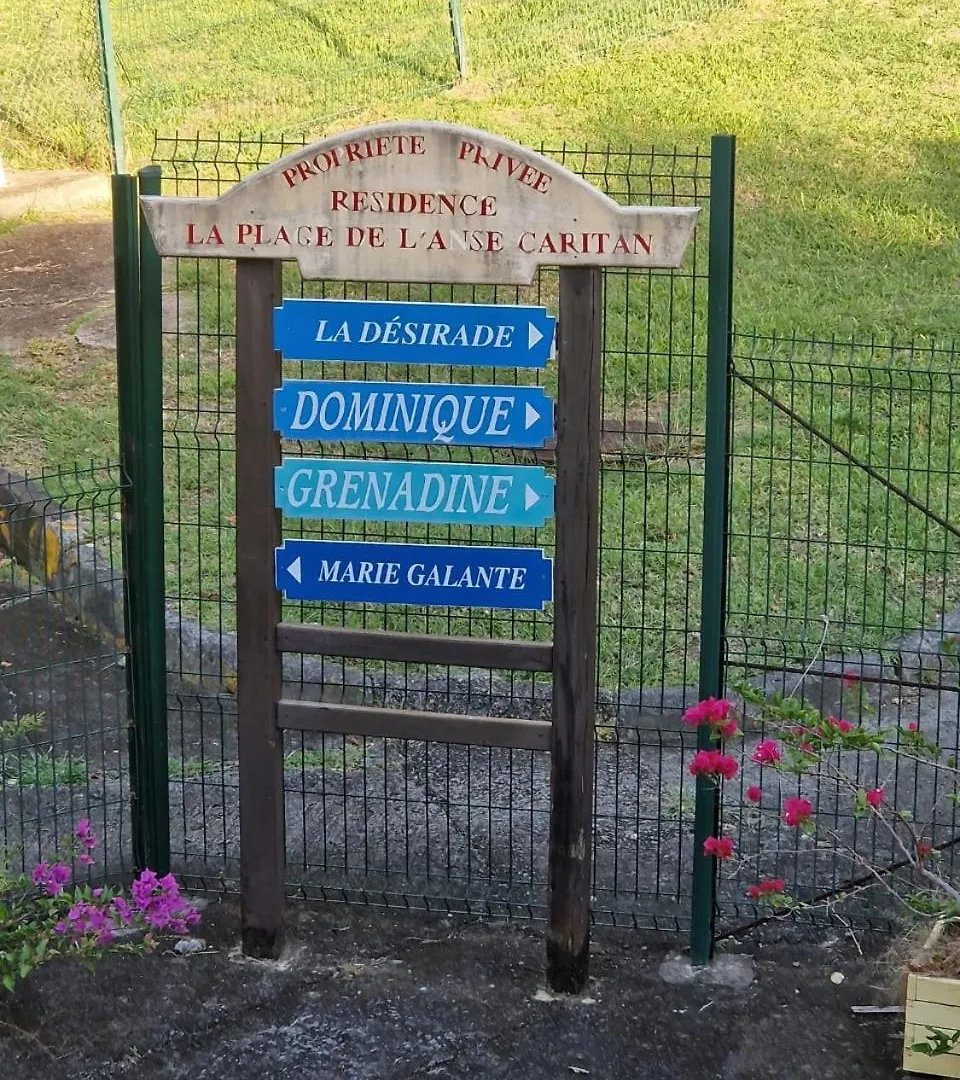 PROPRIETE PRIVEE
RESIDENCE
LA PLAGE DE L'ANSE CARITAN
LA DÉSIRADE
DOMINIQUE
GRENADINE
MARIE GALANTE